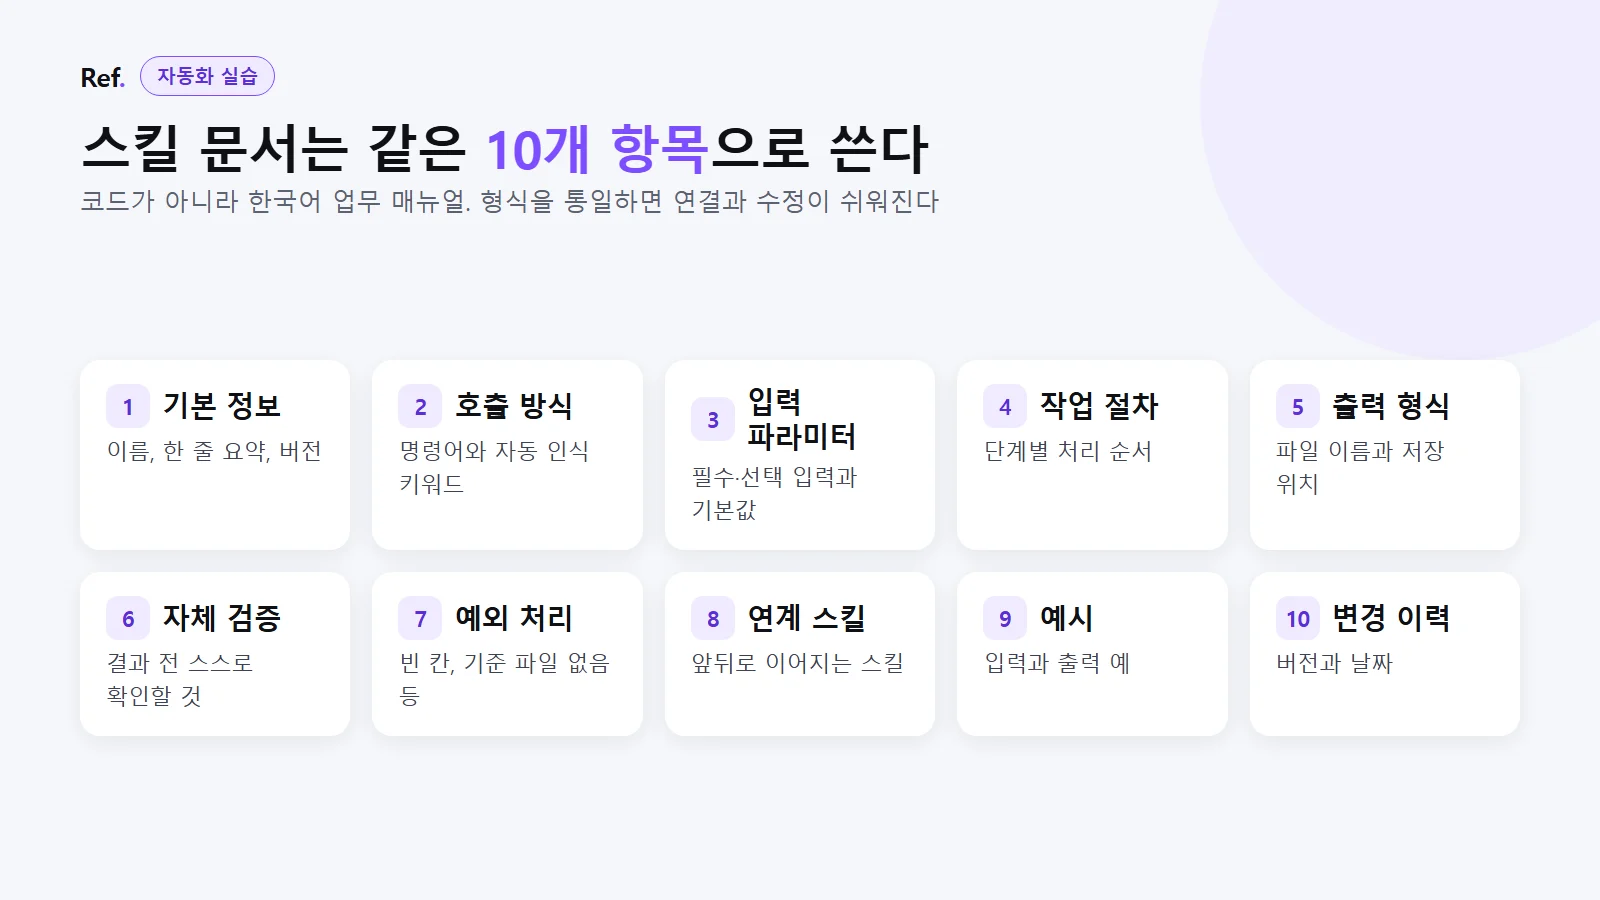 Ref. 자동화 실습
스킬 문서는 같은 10개 항목으로 쓴다
코드가 아니라 한국어 업무 매뉴얼. 형식을 통일하면 연결과 수정이 쉬워진다
1 기본 정보
이름, 한 줄 요약, 버전
2 호출 방식
명령어와 자동 인식
키워드
3 입력
파라미터
필수·선택 입력과
기본값
4 작업 절차
단계별 처리 순서
5 출력 형식
파일 이름과 저장
위치
6 자체 검증
결과 전 스스로
확인할 것
7 예외 처리
빈 칸, 기준 파일 없음
등
8 연계 스킬
앞뒤로 이어지는 스킬
9 예시
입력과 출력 예
10 변경 이력
버전과 날짜